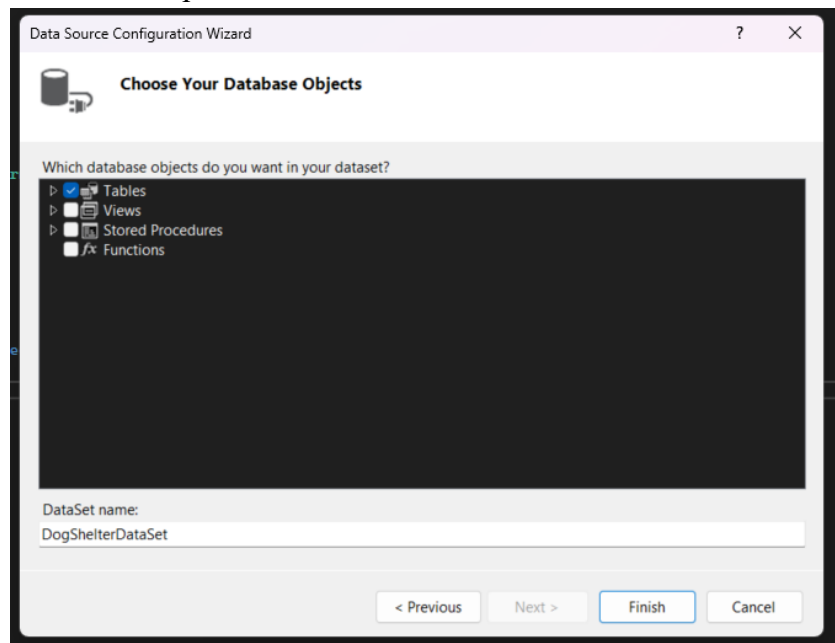 Data Source Configuration Wizard
?
Choose Your Database Objects
Which database objects do you want in your dataset?
Tables
Views
Stored Procedures
fx Functions
DataSet name:
DogShelterDataSet
< Previous
Next >
Finish
Cancel